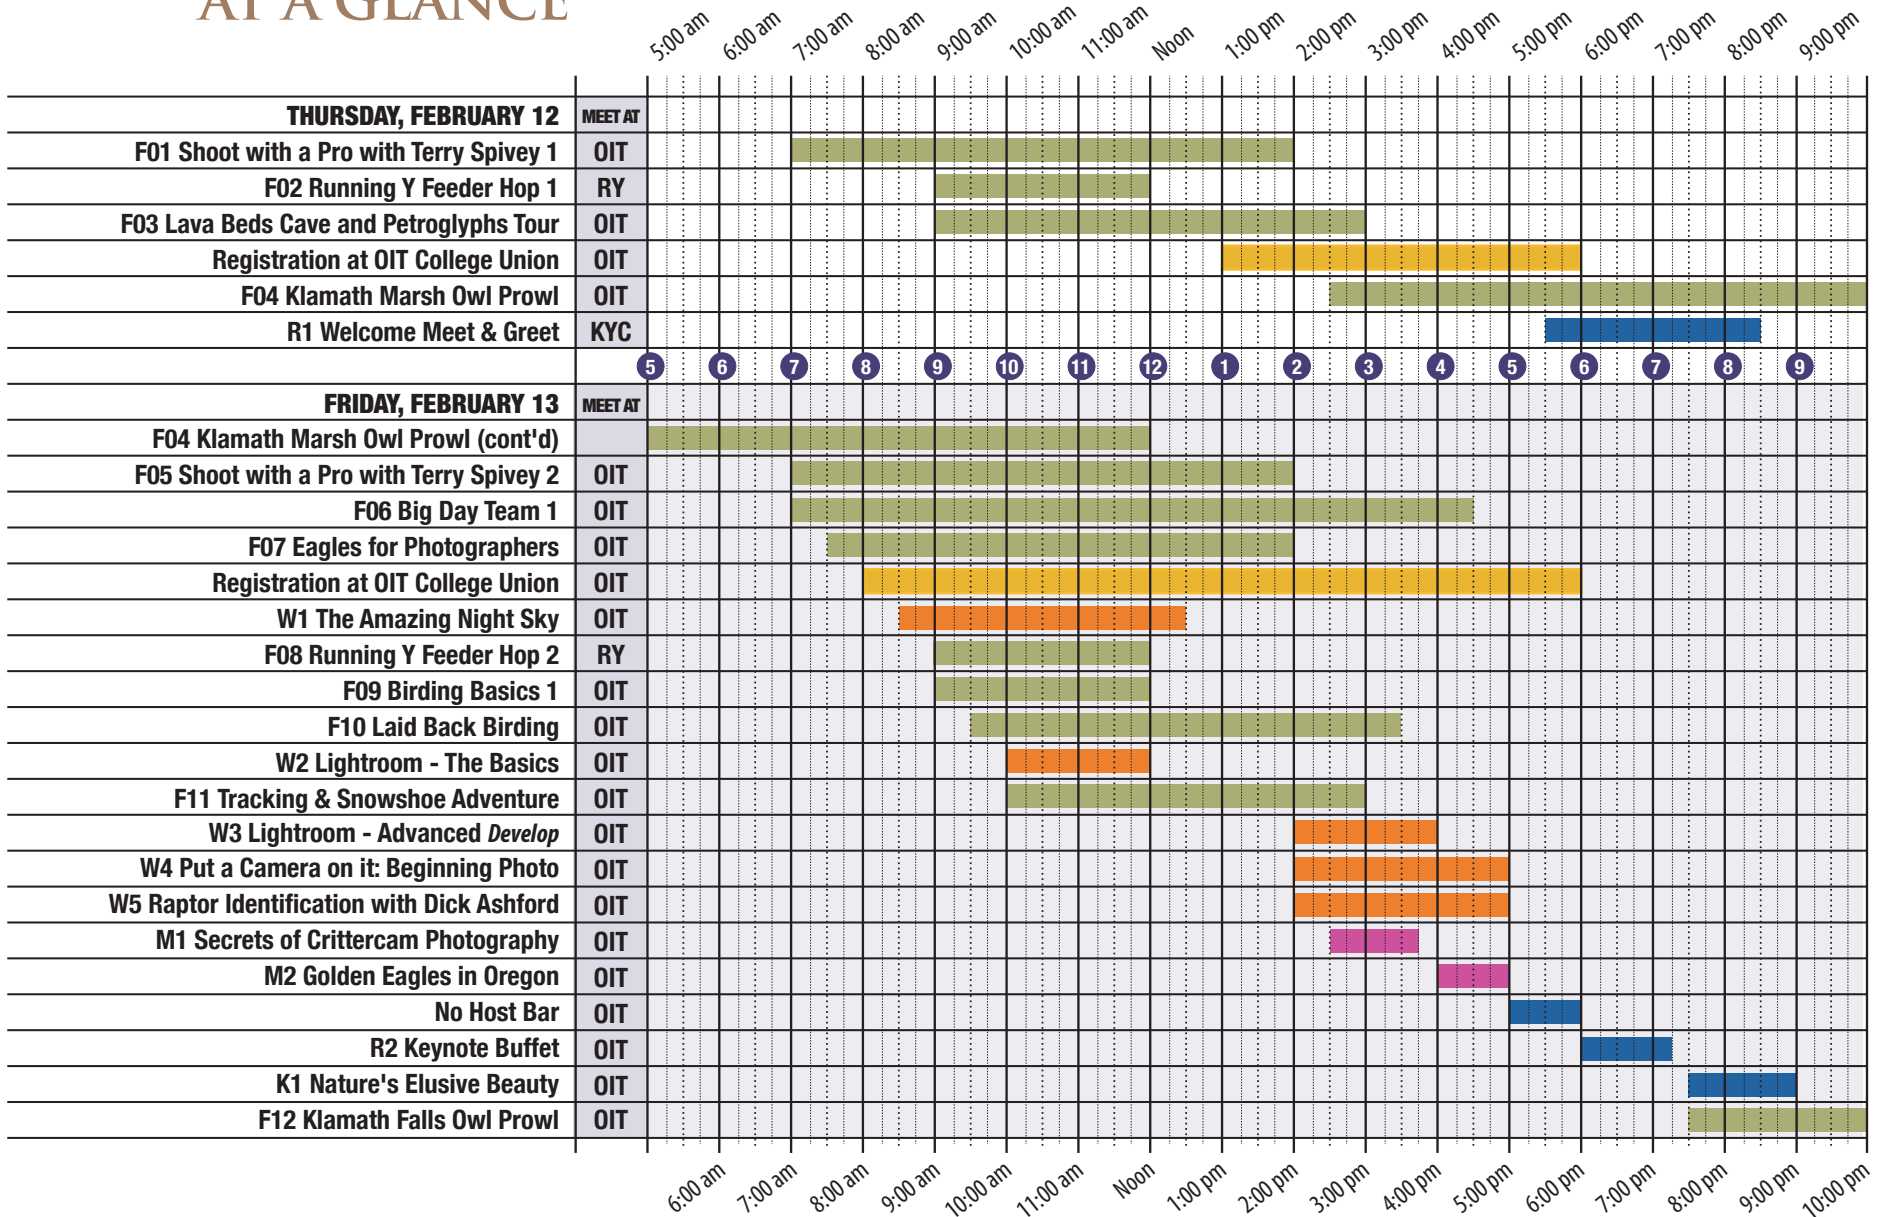 AT A GLANCE
5:00 am 6:00 am 7:00 am 8:00 am 9:00 am 10:00 am 11:00 am Noon 1:00 pm 2:00 pm 3:00 pm 4:00 pm 5:00 pm 6:00 pm 7:00 pm 8:00 pm 9:00 pm
THURSDAY, FEBRUARY 12 MEET AT
F01 Shoot with a Pro with Terry Spivey 1 OIT
F02 Running Y Feeder Hop 1 RY
F03 Lava Beds Cave and Petroglyphs Tour OIT
Registration at OIT College Union OIT
F04 Klamath Marsh Owl Prowl OIT
R1 Welcome Meet & Greet KYC
5 6 7 8 9 10 11 12 1 2 3 4 5 6 7 8 9
FRIDAY, FEBRUARY 13 MEET AT
F04 Klamath Marsh Owl Prowl (cont'd)
F05 Shoot with a Pro with Terry Spivey 2 OIT
F06 Big Day Team 1 OIT
F07 Eagles for Photographers OIT
Registration at OIT College Union OIT
W1 The Amazing Night Sky OIT
F08 Running Y Feeder Hop 2 RY
F09 Birding Basics 1 OIT
F10 Laid Back Birding OIT
W2 Lightroom - The Basics OIT
F11 Tracking & Snowshoe Adventure OIT
W3 Lightroom - Advanced Develop OIT
W4 Put a Camera on it: Beginning Photo OIT
W5 Raptor Identification with Dick Ashford OIT
M1 Secrets of Crittercam Photography OIT
M2 Golden Eagles in Oregon OIT
No Host Bar OIT
R2 Keynote Buffet OIT
K1 Nature's Elusive Beauty OIT
F12 Klamath Falls Owl Prowl OIT
6:00 am 7:00 am 8:00 am 9:00 am 10:00 am 11:00 am Noon 1:00 pm 2:00 pm 3:00 pm 4:00 pm 5:00 pm 6:00 pm 7:00 pm 8:00 pm 9:00 pm 10:00 pm